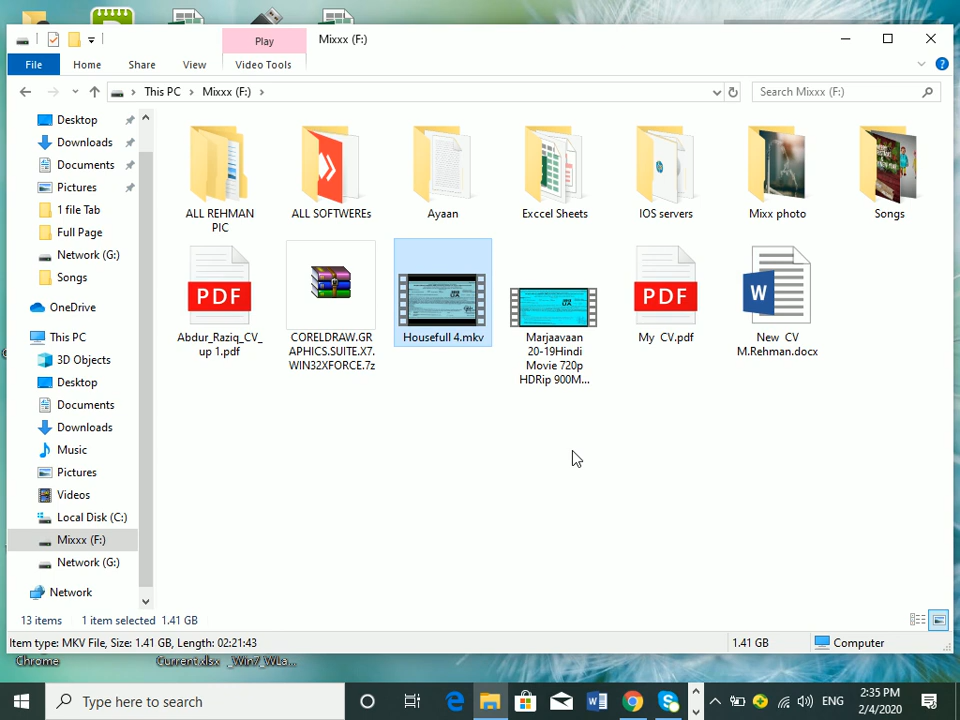 Play
Mixxx (F:)
File
Home
Share
View
Video Tools
This PC
Mixxx (F:)
Search Mixxx (F:)
Desktop
Downloads
Documents
Pictures
1 file Tab
Full Page
Network (G:)
Songs
OneDrive
This PC
3D Objects
Desktop
Documents
Downloads
Music
Pictures
Videos
Local Disk (C:)
Mixxx (F:)
Network (G:)
Network
ALL REHMAN
PIC
ALL SOFTWEREs
Ayaan
Exccel Sheets
IOS servers
Mixx photo
Songs
PDF
Abdur_Raziq_CV_
up 1.pdf
CORELDRAW.GR
APHICS.SUITE.X7.
WIN32XFORCE.7z
Housefull 4.mkv
Marjaavaan
20-19Hindi
Movie 720p
HDRip 900M...
PDF
My CV.pdf
W
New CV
M.Rehman.docx
13 items
1 item selected 1.41 GB
Item type: MKV File, Size: 1.41 GB, Length: 02:21:43
1.41 GB
Computer
Chrome
Current.xlsx
_Win7_WLa...
Type here to search
ENG
2:35 PM
2/4/2020